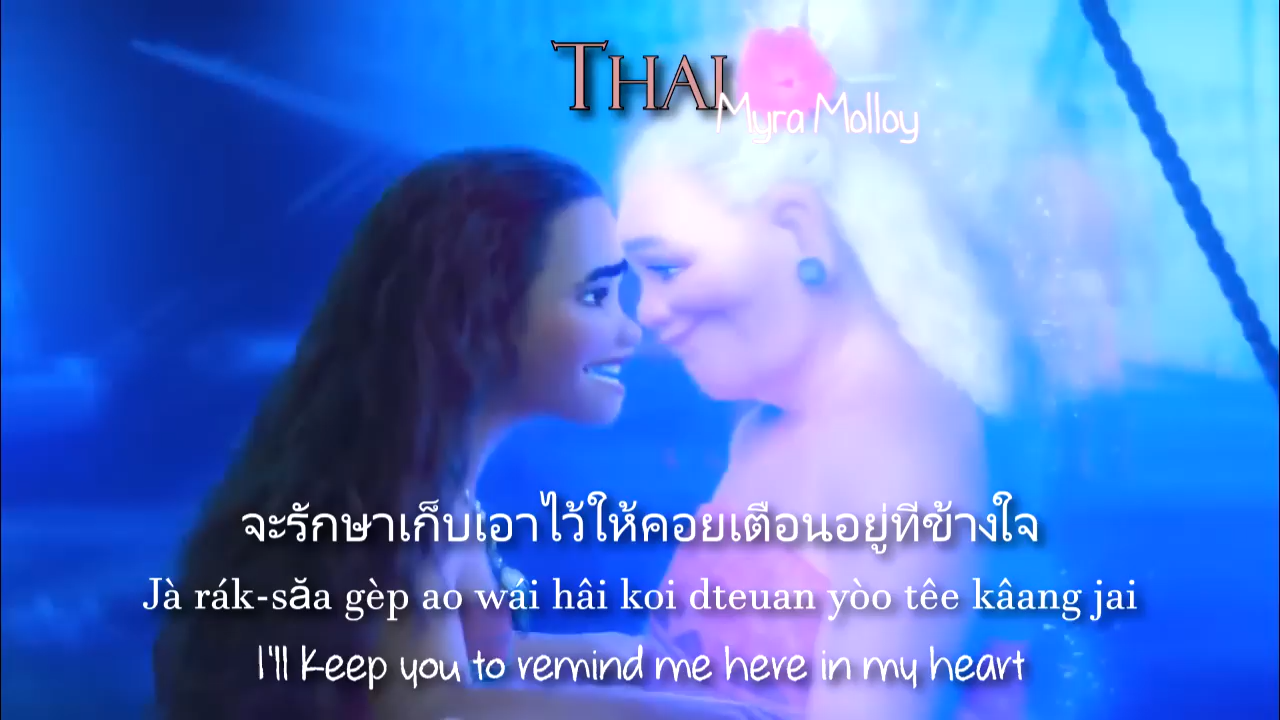 THAI
Myra Molloy
จะรักษาเก็บเอาไว้ให้คอยเตือนอยู่ที่ข้างใจ
Jà rák-săa gèp ao wái hâi koi dteuan yòo têe kâang jai
I'll keep you to remind me here in my heart